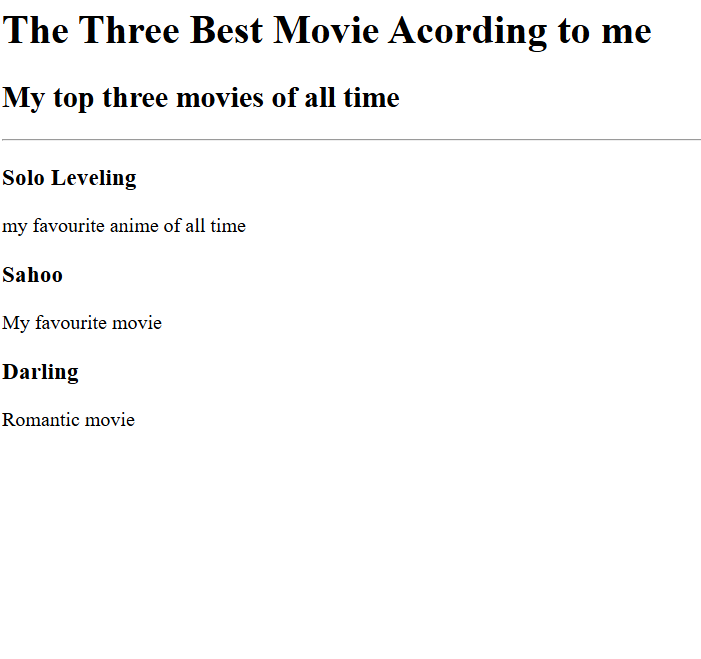 The Three Best Movie Acording to me
My top three movies of all time
Solo Leveling
my favourite anime of all time
Sahoo
My favourite movie
Darling
Romantic movie